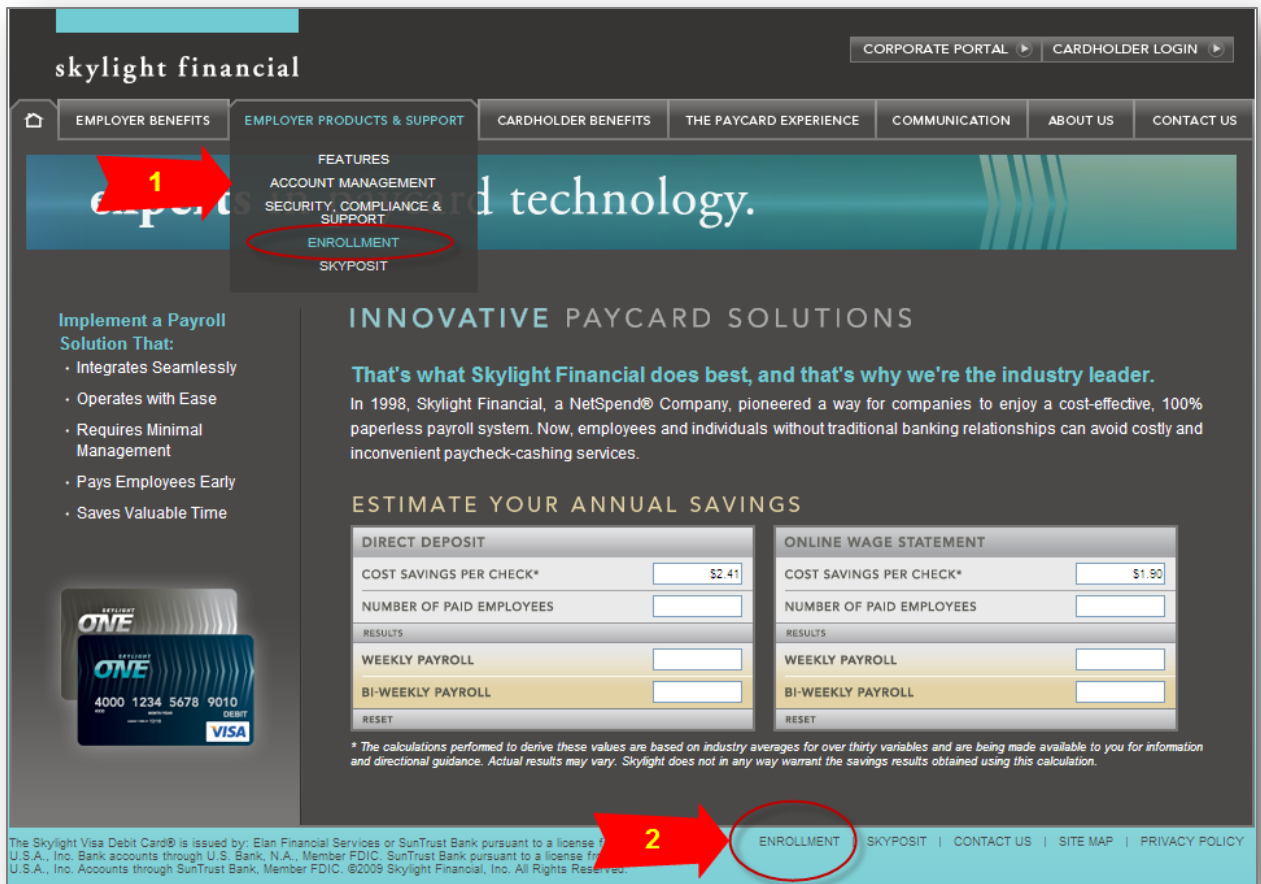 skylight financial
CORPORATE PORTAL
CARDHOLDER LOGIN
EMPLOYER BENEFITS
EMPLOYER PRODUCTS & SUPPORT
CARDHOLDER BENEFITS
THE PAYCARD EXPERIENCE
COMMUNICATION
ABOUT US
CONTACT US
1
FEATURES
ACCOUNT MANAGEMENT
SECURITY, COMPLIANCE &
SUPPORT
ENROLLMENT
SKYPOSIT
technology.
Implement a Payroll
Solution That:
• Integrates Seamlessly
• Operates with Ease
• Requires Minimal
Management
• Pays Employees Early
• Saves Valuable Time
SKYLIGHT
ONE
SKYLIGHT
ONE
4000 1234 5678 9010
4000
DEBIT
VISA
INNOVATIVE PAYCARD SOLUTIONS
That's what Skylight Financial does best, and that's why we're the industry leader.
In 1998, Skylight Financial, a NetSpend® Company, pioneered a way for companies to enjoy a cost-effective, 100%
paperless payroll system. Now, employees and individuals without traditional banking relationships can avoid costly and
inconvenient paycheck-cashing services.
ESTIMATE YOUR ANNUAL SAVINGS
DIRECT DEPOSIT
COST SAVINGS PER CHECK* $2.41
NUMBER OF PAID EMPLOYEES
RESULTS
WEEKLY PAYROLL
BI-WEEKLY PAYROLL
RESET
ONLINE WAGE STATEMENT
COST SAVINGS PER CHECK* $1.90
NUMBER OF PAID EMPLOYEES
RESULTS
WEEKLY PAYROLL
BI-WEEKLY PAYROLL
RESET
* The calculations performed to derive these values are based on industry averages for over thirty variables and are being made available to you for information
and directional guidance. Actual results may vary. Skylight does not in any way warrant the savings results obtained using this calculation.
The Skylight Visa Debit Card® is issued by: Elan Financial Services or SunTrust Bank pursuant to a license
U.S.A., Inc. Bank accounts through U.S. Bank, N.A., Member FDIC. SunTrust Bank pursuant to a license
U.S.A., Inc. Accounts through SunTrust Bank, Member FDIC. ©2009 Skylight Financial, Inc. All Rights Reserved.
2
ENROLLMENT | SKYPOSIT | CONTACT US | SITE MAP | PRIVACY POLICY